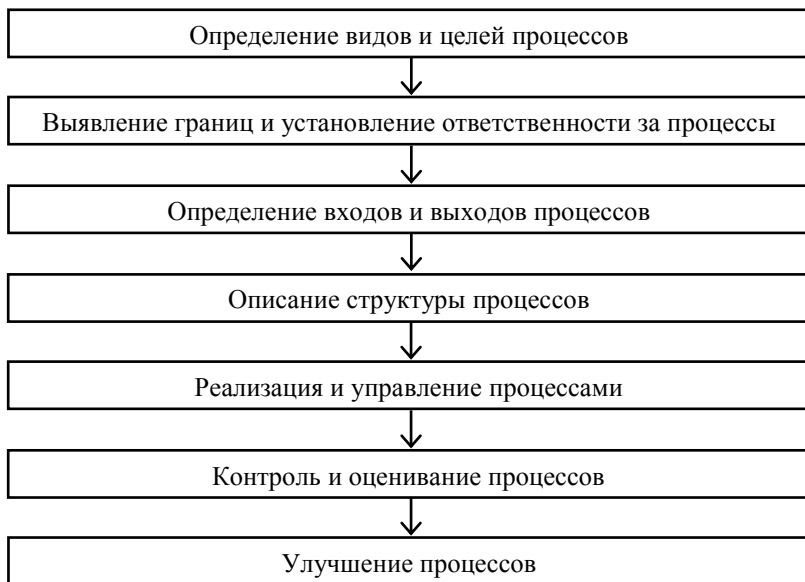 Определение видов и целей процессов
Выявление границ и установление ответственности за процессы
Определение входов и выходов процессов
Описание структуры процессов
Реализация и управление процессами
Контроль и оценивание процессов
Улучшение процессов